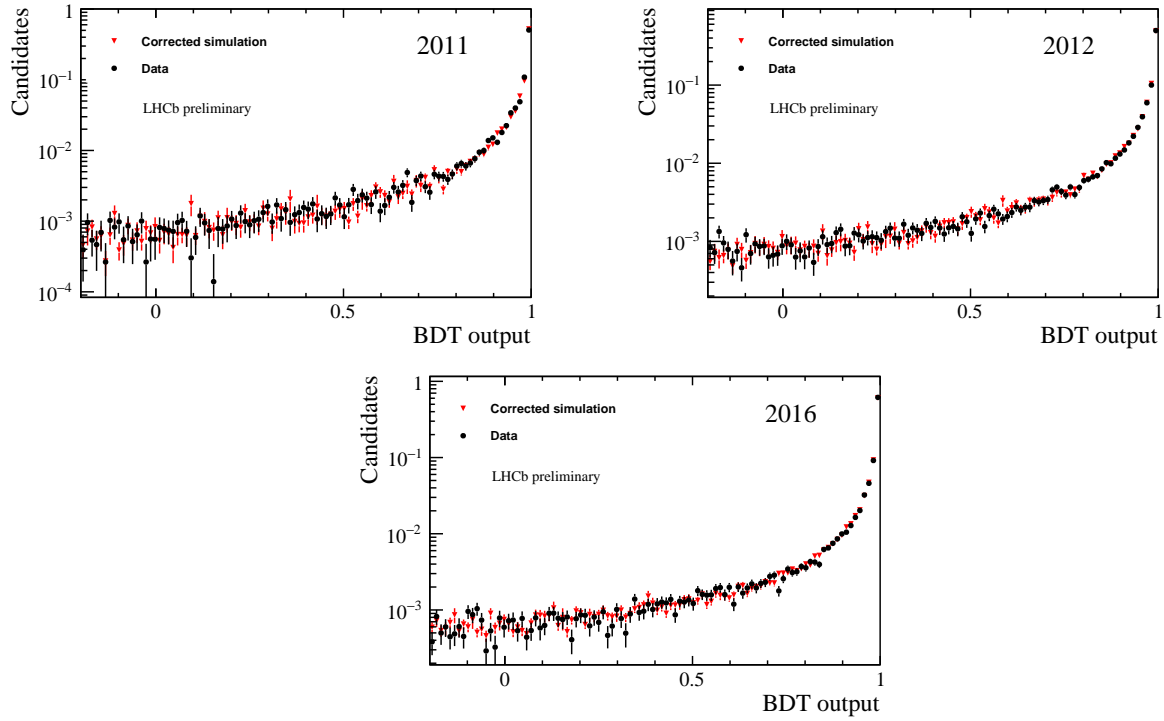 Candidates
2011
Corrected simulation
Data
LHCb preliminary
10⁻¹
10⁻²
10⁻³
10⁻⁴
1
0
0.5
1
BDT output
Candidates
2012
Corrected simulation
Data
LHCb preliminary
10⁻¹
10⁻²
10⁻³
1
0
0.5
1
BDT output
Candidates
2016
Corrected simulation
Data
LHCb preliminary
1
10⁻¹
10⁻²
10⁻³
0
0.5
1
BDT output